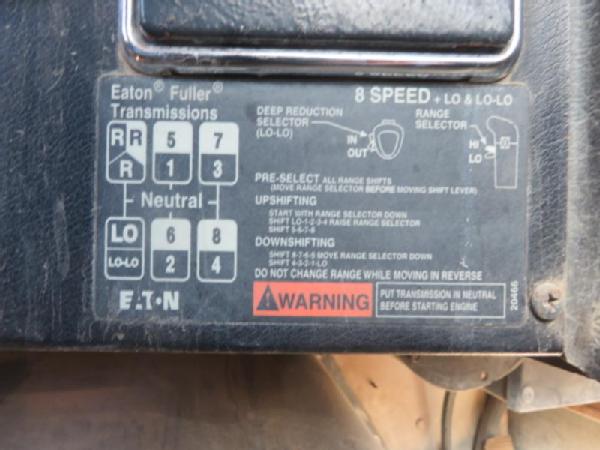 8 SPEED
Eaton® Fuller®
Transmissions
8 SPEED + LO & LO-LO
DEEP REDUCTION
SELECTOR
(LO-LO)
IN
OUT
RANGE
SELECTOR
HI
LO
R R 5 7
R 1 3
Neutral
LO 6 8
LO-LO 2 4
PRE-SELECT ALL RANGE SHIFTS
(MOVE RANGE SELECTOR BEFORE MOVING SHIFT LEVER)
UPSHIFTING
START WITH RANGE SELECTOR DOWN
SHIFT LO-1-2-3-4 RAISE RANGE SELECTOR
SHIFT 5-6-7-8
DOWNSHIFTING
SHIFT 8-7-6-5 MOVE RANGE SELECTOR DOWN
SHIFT 4-3-2-1-LO
DO NOT CHANGE RANGE WHILE MOVING IN REVERSE
EATON
WARNING
PUT TRANSMISSION IN NEUTRAL
BEFORE STARTING ENGINE
20466